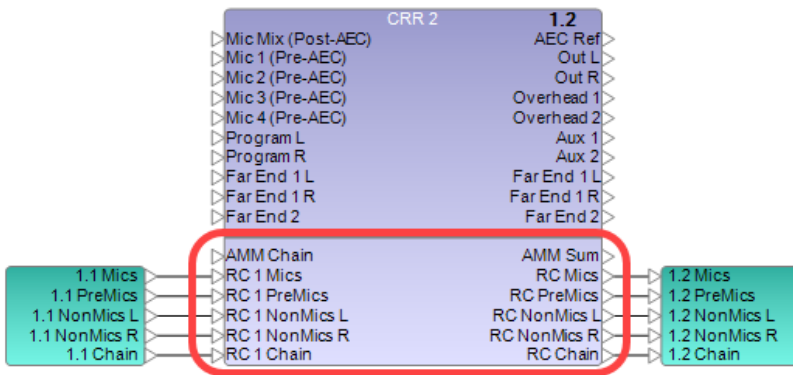 CRR 2 1.2
Mic Mix (Post-AEC) AEC Ref
Mic 1 (Pre-AEC) Out L
Mic 2 (Pre-AEC) Out R
Mic 3 (Pre-AEC) Overhead 1
Mic 4 (Pre-AEC) Overhead 2
Program L Aux 1
Program R Aux 2
Far End 1 L Far End 1 L
Far End 1 R Far End 1 R
Far End 2 Far End 2
AMM Chain AMM Sum
1.1 Mics RC 1 Mics RC Mics 1.2 Mics
1.1 PreMics RC 1 PreMics RC PreMics 1.2 PreMics
1.1 NonMics L RC 1 NonMics L RC NonMics L 1.2 NonMics L
1.1 NonMics R RC 1 NonMics R RC NonMics R 1.2 NonMics R
1.1 Chain RC 1 Chain RC Chain 1.2 Chain